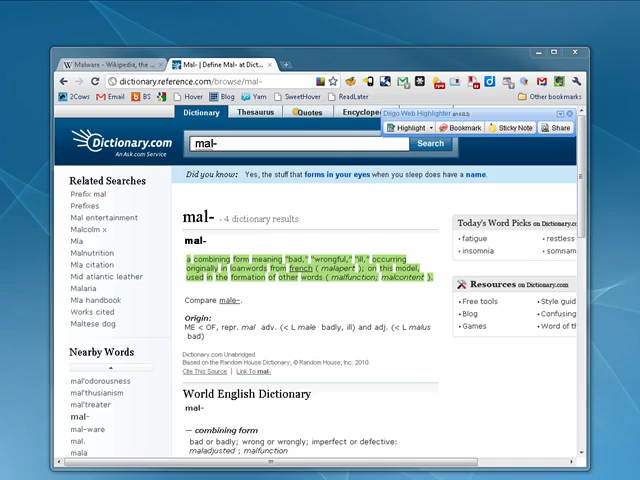 Malware - Wikipedia, the
Mal- | Define Mal- at Dict
dictionary.reference.com/browse/mal-
2Cows
Email
BS
Hover
Blog
Yarn
SweetHover
ReadLater
Other bookmarks
Dictionary
Thesaurus
Quotes
Encyclope
Diigo Web Highlighter
Highlight
Bookmark
Sticky Note
Share
Dictionary.com
An Ask.com Service
mal-
Search
Did you know: Yes, the stuff that forms in your eyes when you sleep does have a name.
Related Searches
Prefix mal
Prefixes
Mal entertainment
Malcolm x
Mla
Malnutrition
Mla citation
Mid atlantic leather
Malaria
Mla handbook
Works cited
Maltese dog
Nearby Words
mal'odorousness
mal'thusianism
mal'treater
mal-
mal-ware
mal.
mala
mal- - 4 dictionary results
mal-
a combining form meaning "bad," "wrongful," "ill," occurring
originally in loanwords from french ( malapert ); on this model,
used in the formation of other words ( malfunction; malcontent ).
Compare male-.
Origin:
ME < OF, repr. mal adv. (< L male badly, ill) and adj. (< L malus
bad)
Dictionary.com Unabridged
Based on the Random House Dictionary, © Random House, Inc. 2010.
Cite This Source | Link To mal-
World English Dictionary
mal-
— combining form
bad or badly; wrong or wrongly; imperfect or defective:
maladjusted ; malfunction
Today's Word Picks on Dictionary.co
• fatigue
• restless
• insomnia
• somnam
Resources on Dictionary.com
• Free tools
• Style guid
• Blog
• Confusing
• Games
• Word of th